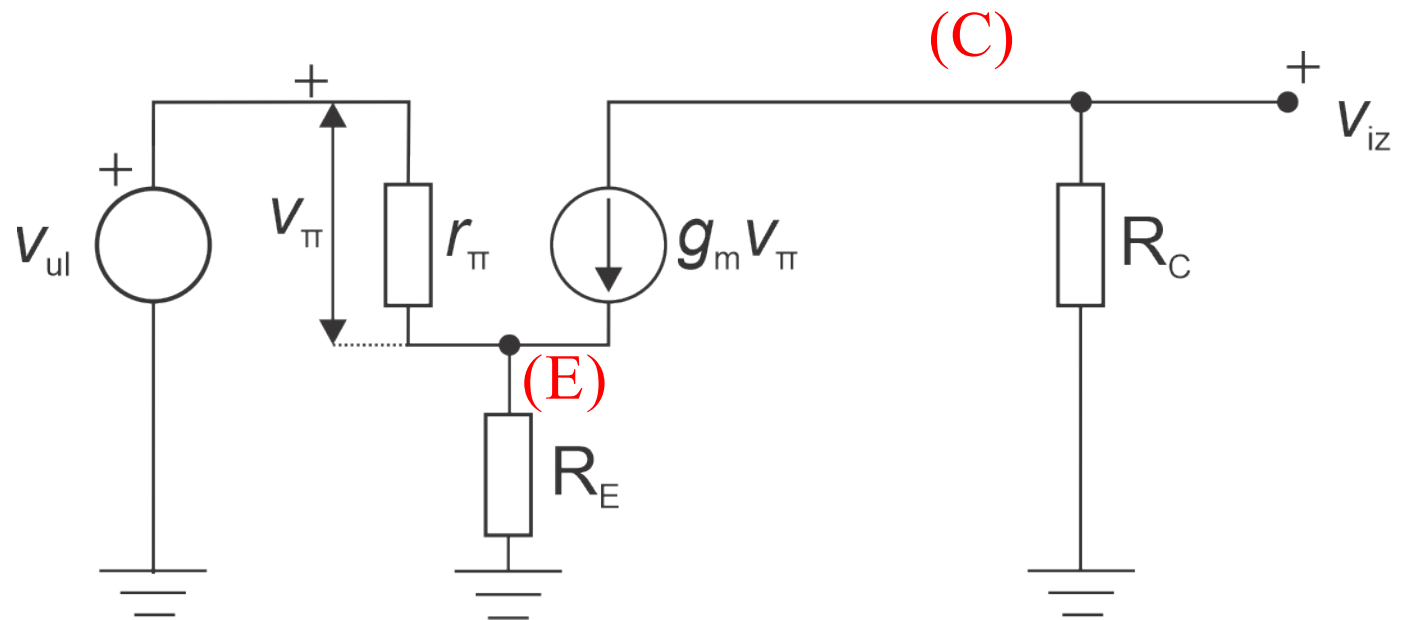 (C)
+
+
+
v_iz
v_ul
v_π
r_π
g_m v_π
R_C
(E)
R_E